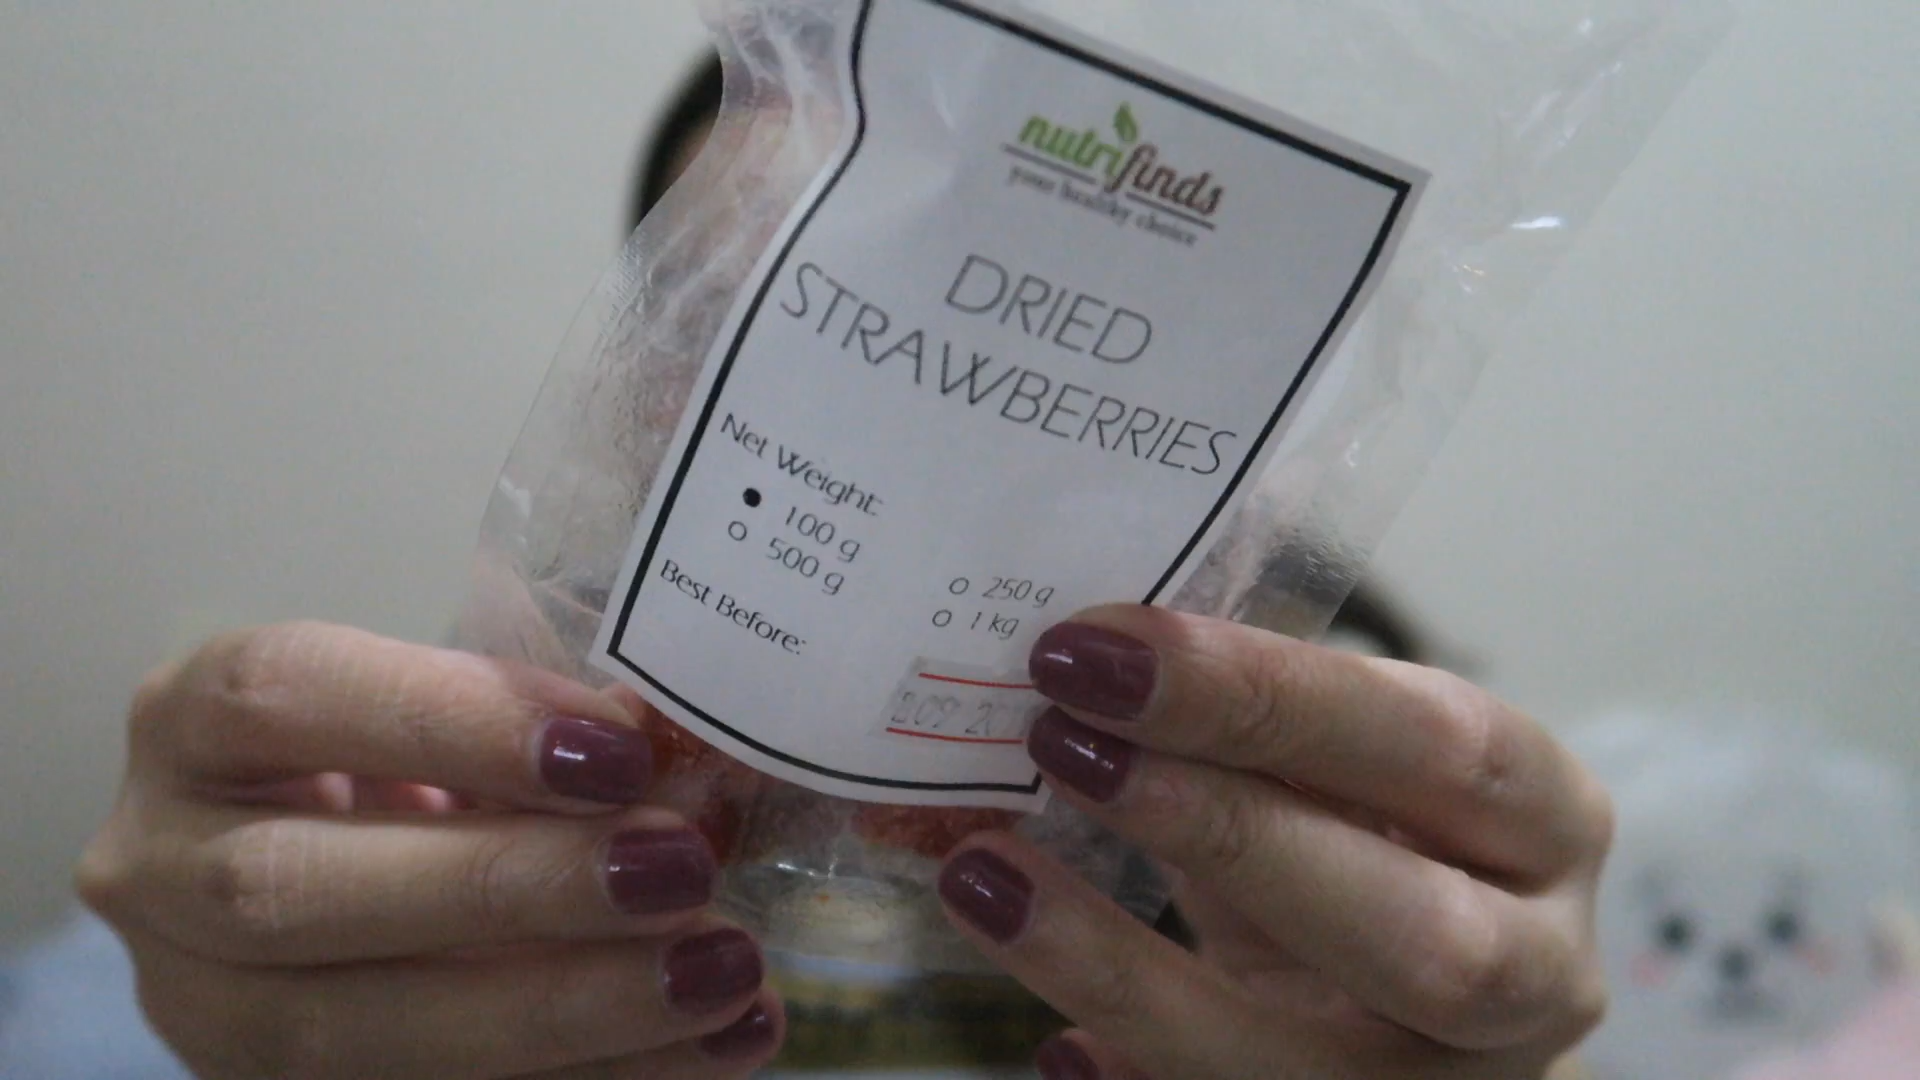 nutrifinds
your healthy choice
DRIED
STRAWBERRIES
Net Weight:
100 g
500 g
250 g
1 kg
Best Before: